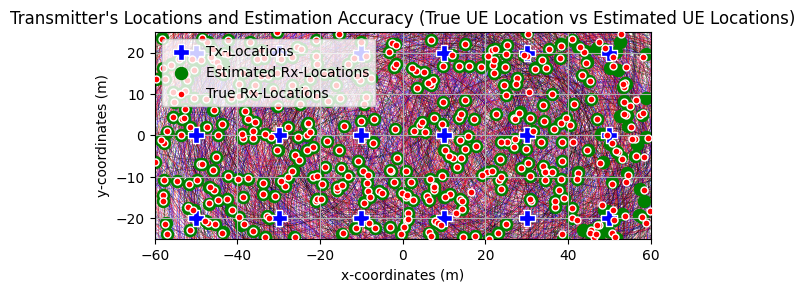 Transmitter's Locations and Estimation Accuracy (True UE Location vs Estimated UE Locations)
Tx-Locations
Estimated Rx-Locations
True Rx-Locations
y-coordinates (m)
20
10
0
−10
−20
−60
−40
−20
0
20
40
60
x-coordinates (m)